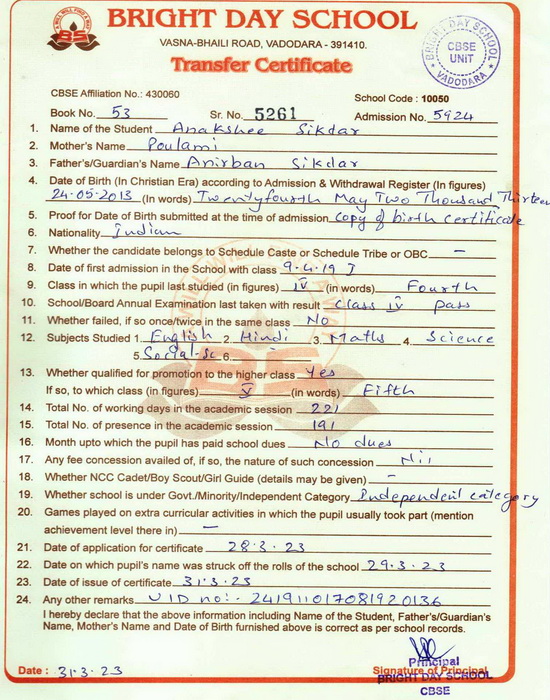 BRIGHT DAY SCHOOL
VASNA-BHAILI ROAD, VADODARA - 391410.
Transfer Certificate
BRIGHT DAY SCHOOL
CBSE UNIT
VADODARA
CBSE Affiliation No.: 430060
School Code : 10050
Book No. 53 Sr. No. 5261 Admission No. 5924
1. Name of the Student Anakshee Sikdar
2. Mother's Name Poulami
3. Father's/Guardian's Name Anirban Sikdar
4. Date of Birth (In Christian Era) according to Admission & Withdrawal Register (In figures)
24-05-2013 (In words) Twentyfourth May Two Thousand Thirteen
5. Proof for Date of Birth submitted at the time of admission copy of birth certificate
6. Nationality Indian
7. Whether the candidate belongs to Schedule Caste or Schedule Tribe or OBC —
8. Date of first admission in the School with class 9.4.19 I
9. Class in which the pupil last studied (in figures) IV (in words) Fourth
10. School/Board Annual Examination last taken with result class IV pass
11. Whether failed, if so once/twice in the same class No
12. Subjects Studied 1. English 2. Hindi 3. Maths 4. Science
5. Social-Sc 6.
13. Whether qualified for promotion to the higher class Yes
If so, to which class (in figures) V (in words) Fifth
14. Total No. of working days in the academic session 221
15. Total No. of presence in the academic session 191
16. Month upto which the pupil has paid school dues No dues
17. Any fee concession availed of, if so, the nature of such concession Nil
18. Whether NCC Cadet/Boy Scout/Girl Guide (details may be given) —
19. Whether school is under Govt./Minority/Independent Category Independent category
20. Games played on extra curricular activities in which the pupil usually took part (mention
achievement level there in) —
21. Date of application for certificate 28.3.23
22. Date on which pupil's name was struck off the rolls of the school 29.3.23
23. Date of issue of certificate 31.3.23
24. Any other remarks UID no:- 241911017081920136
I hereby declare that the above information including Name of the Student, Father's/Guardian's
Name, Mother's Name and Date of Birth furnished above is correct as per school records.
Date : 31.3.23
Signature of Principal
Principal
BRIGHT DAY SCHOOL
CBSE